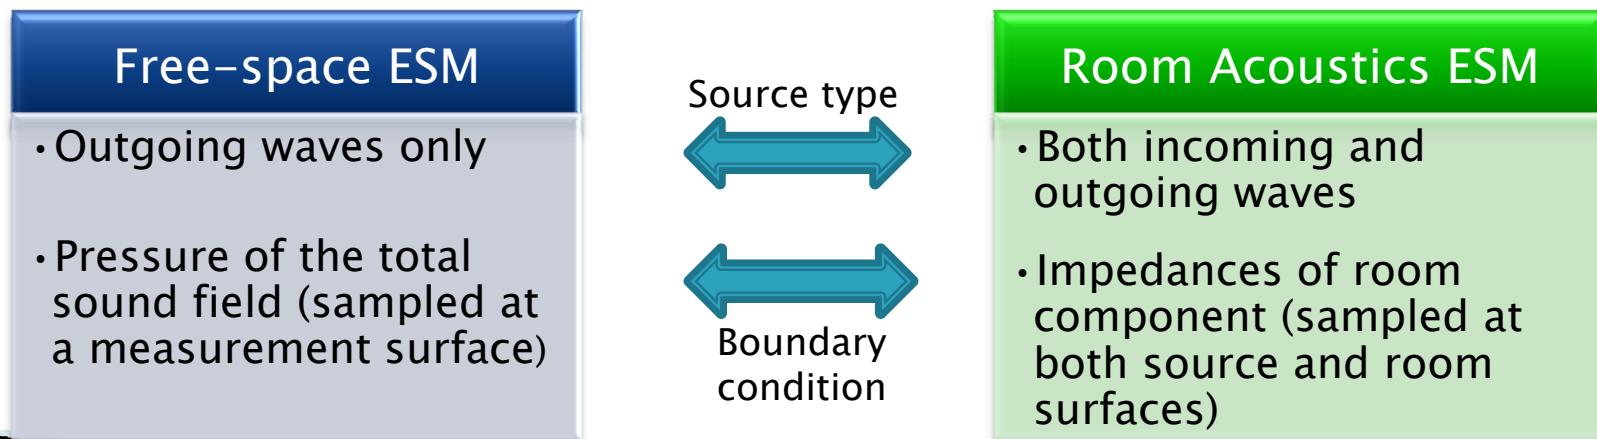 Free-space ESM
• Outgoing waves only
• Pressure of the total
sound field (sampled at
a measurement surface)
Source type
Boundary
condition
Room Acoustics ESM
• Both incoming and
outgoing waves
• Impedances of room
component (sampled at
both source and room
surfaces)